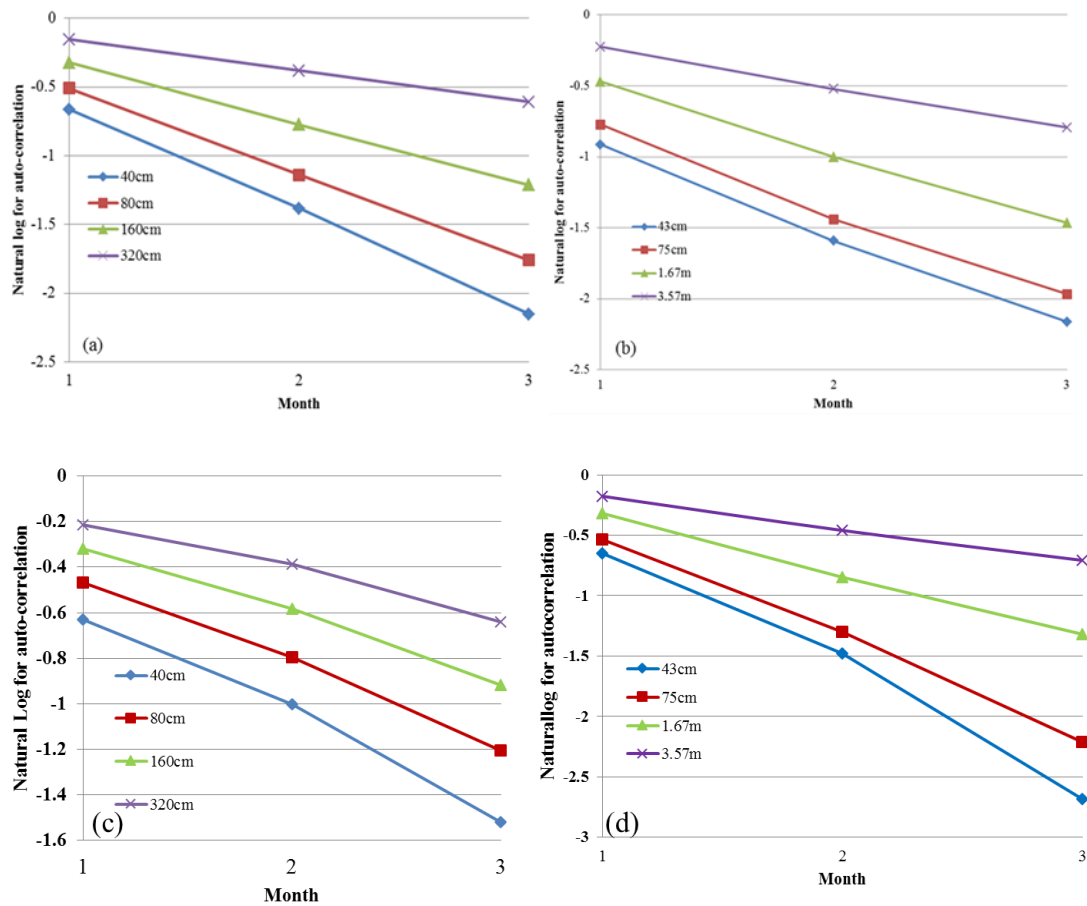 0
-0.5
-1
-1.5
-2
-2.5
Natural log for auto-correlation
40cm
80cm
160cm
320cm
(a)
1
2
3
Month
0
-0.5
-1
-1.5
-2
-2.5
Natural log for auto-correlation
43cm
75cm
1.67m
3.57m
(b)
1
2
3
Month
0
-0.2
-0.4
-0.6
-0.8
-1
-1.2
-1.4
-1.6
Natural Log for auto-correlation
40cm
80cm
160cm
320cm
(c)
1
2
3
Month
0
-0.5
-1
-1.5
-2
-2.5
-3
Naturallog for autocorrelation
43cm
75cm
1.67m
3.57m
(d)
1
2
3
Month